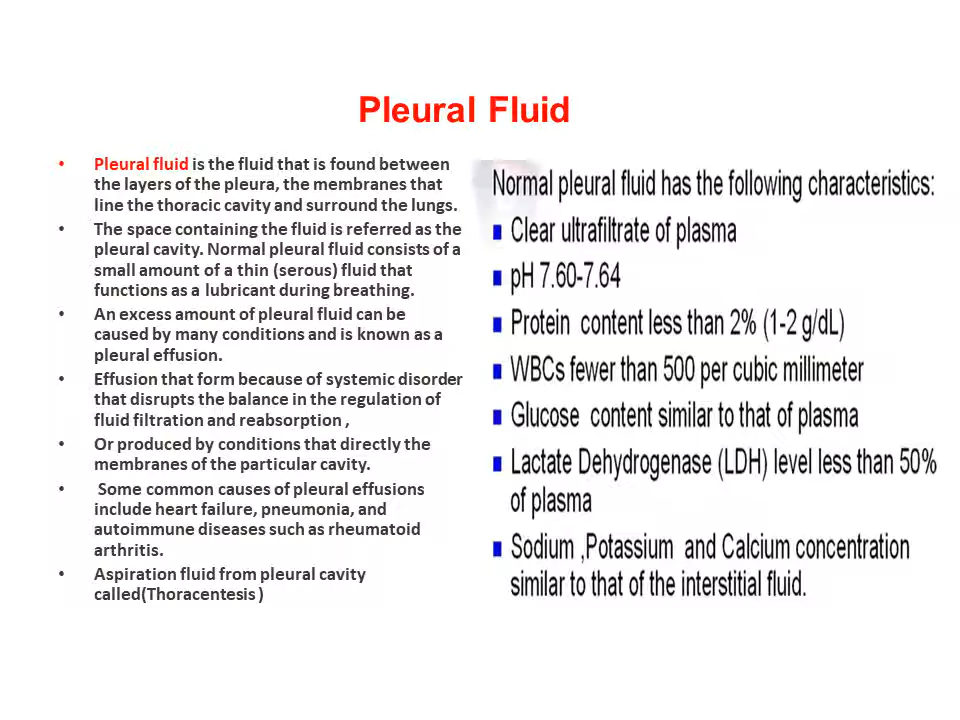 Pleural Fluid
• Pleural fluid is the fluid that is found between
the layers of the pleura, the membranes that
line the thoracic cavity and surround the lungs.
• The space containing the fluid is referred as the
pleural cavity. Normal pleural fluid consists of a
small amount of a thin (serous) fluid that
functions as a lubricant during breathing.
• An excess amount of pleural fluid can be
caused by many conditions and is known as a
pleural effusion.
• Effusion that form because of systemic disorder
that disrupts the balance in the regulation of
fluid filtration and reabsorption ,
• Or produced by conditions that directly the
membranes of the particular cavity.
• Some common causes of pleural effusions
include heart failure, pneumonia, and
autoimmune diseases such as rheumatoid
arthritis.
• Aspiration fluid from pleural cavity
called(Thoracentesis )
Normal pleural fluid has the following characteristics:
■ Clear ultrafiltrate of plasma
■ pH 7.60-7.64
■ Protein content less than 2% (1-2 g/dL)
■ WBCs fewer than 500 per cubic millimeter
■ Glucose content similar to that of plasma
■ Lactate Dehydrogenase (LDH) level less than 50%
of plasma
■ Sodium ,Potassium and Calcium concentration
similar to that of the interstitial fluid.